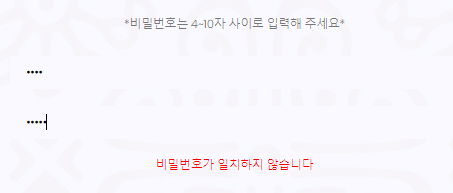 *비밀번호는 4~10자 사이로 입력해 주세요*
••••
•••••
비밀번호가 일치하지 않습니다